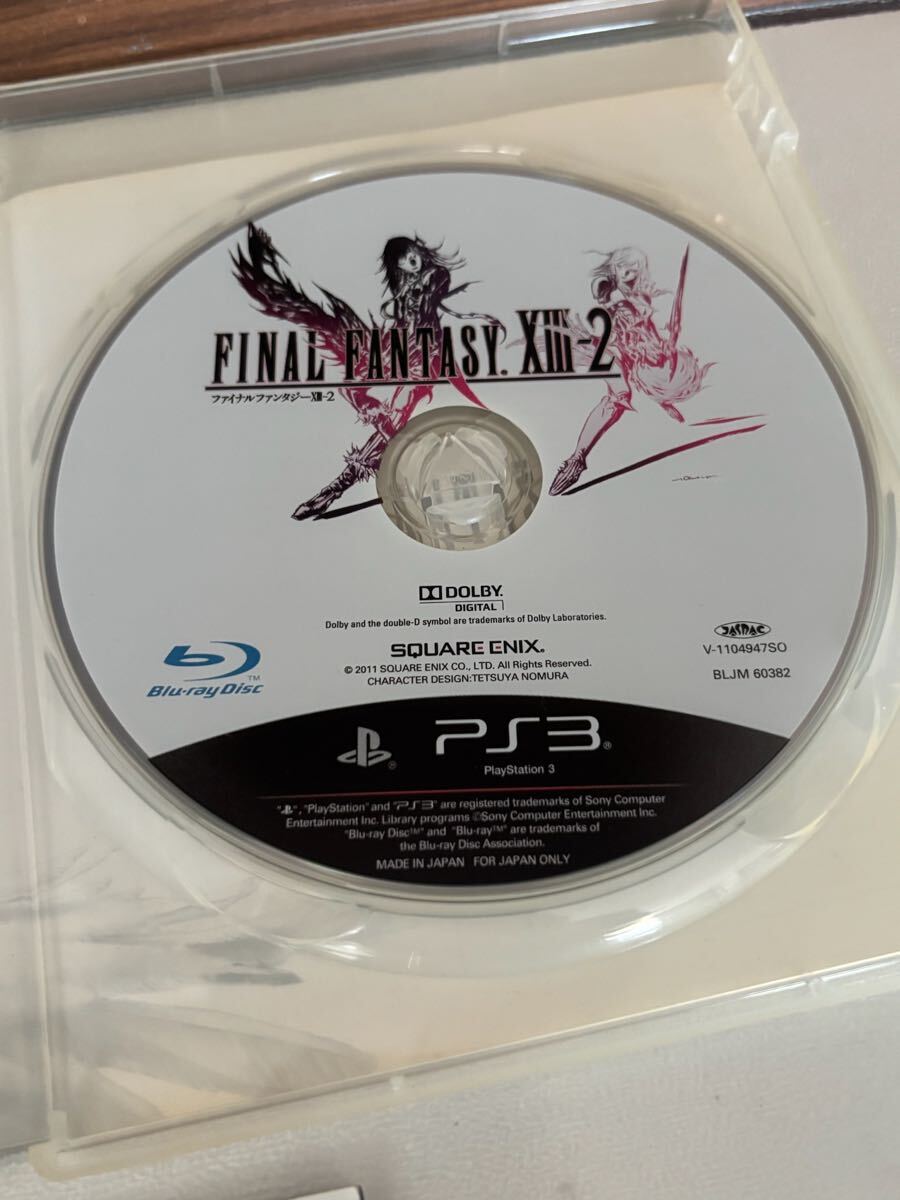 FINAL FANTASY. XIII-2
ファイナルファンタジーXIII-2
DOLBY.
DIGITAL
Dolby and the double-D symbol are trademarks of Dolby Laboratories.
SQUARE ENIX®
© 2011 SQUARE ENIX CO., LTD. All Rights Reserved.
CHARACTER DESIGN:TETSUYA NOMURA
Blu-ray Disc™
JASRAC
V-1104947SO
BLJM 60382
PS3®
PlayStation 3
" ", "PlayStation" and "PS3" are registered trademarks of Sony Computer
Entertainment Inc. Library programs ©Sony Computer Entertainment Inc.
"Blu-ray Disc™" and "Blu-ray™" are trademarks of
the Blu-ray Disc Association.
MADE IN JAPAN FOR JAPAN ONLY